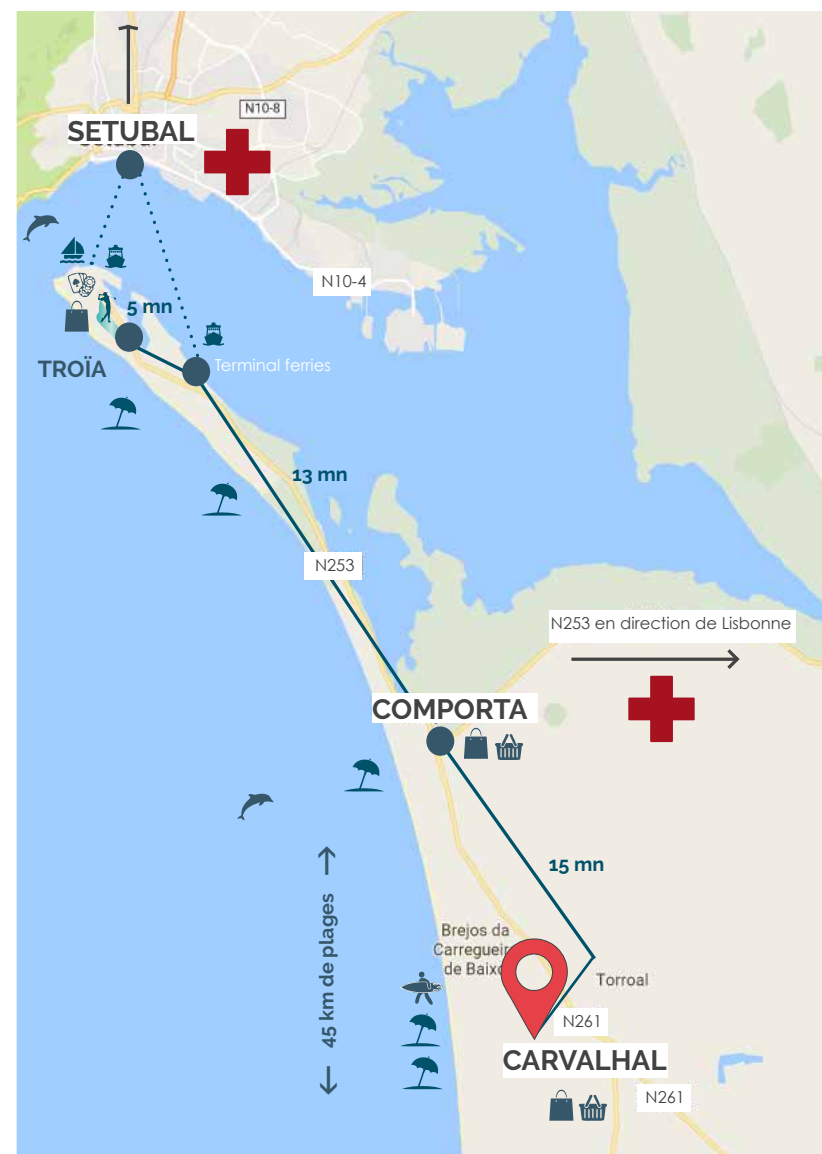 N10-8
SETUBAL
N10-4
5 mn
TROÏA
Terminal ferries
13 mn
N253
N253 en direction de Lisbonne
COMPORTA
15 mn
45 km de plages
Brejos da
de Baixo
Torroal
N261
CARVALHAL
N261